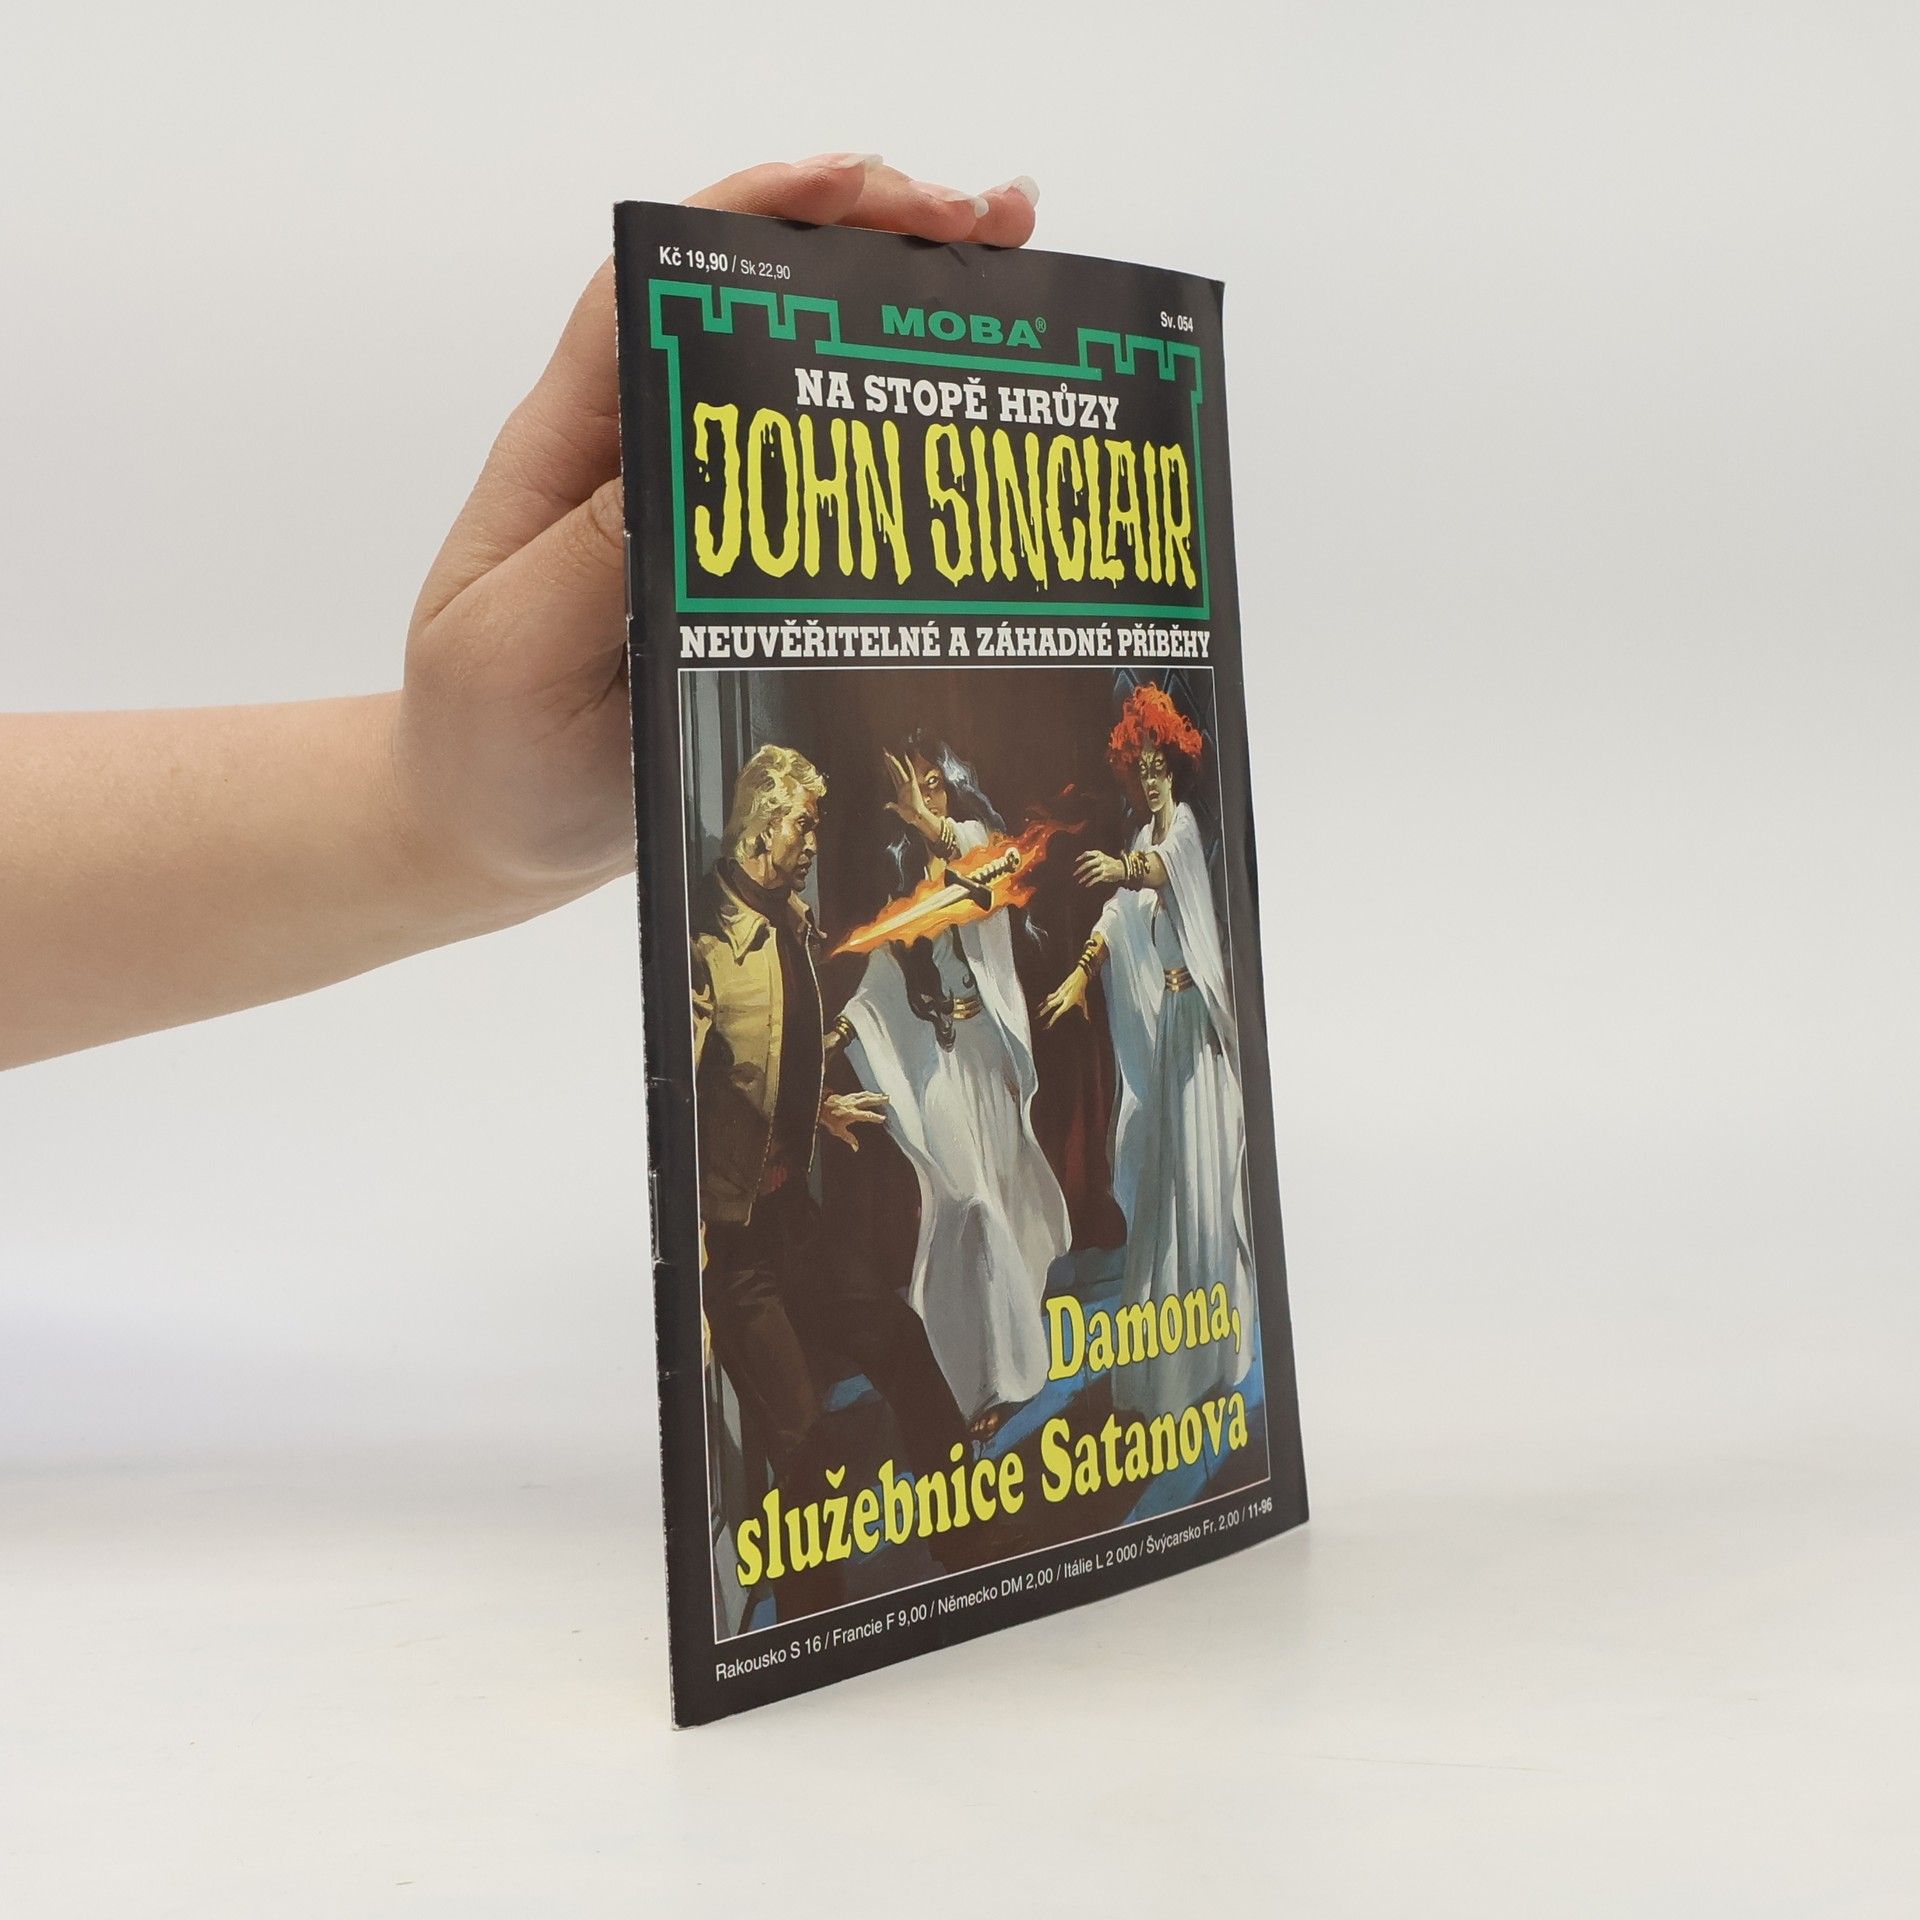 Kč 19,90 / Sk 22,90
MOBA®
Sv. 054
NA STOPĚ HRŮZY
JOHN SINCLAIR
NEUVĚŘITELNÉ A ZÁHADNÉ PŘÍBĚHY
Damona,
služebnice Satanova
Rakousko S 16 / Francie F 9,00 / Německo DM 2,00 / Itálie L 2 000 / Švýcarsko Fr. 2,00 / 11-96